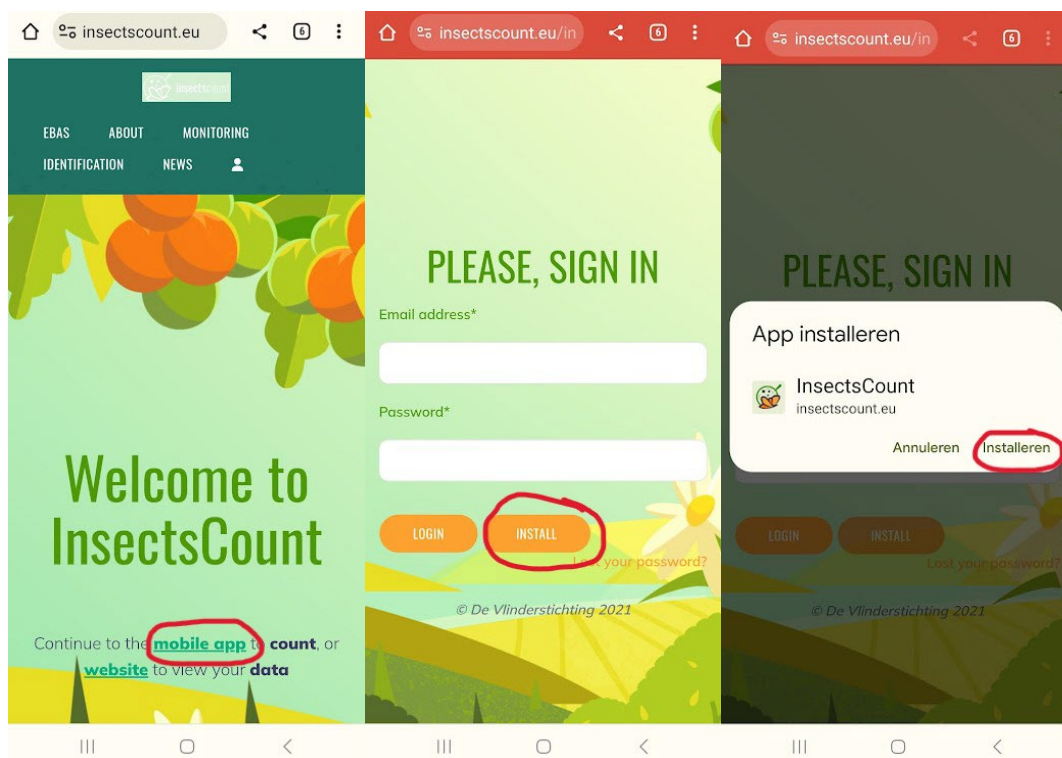 insectscount.eu
6
insectscount
EBAS ABOUT MONITORING
IDENTIFICATION NEWS
Welcome to
InsectsCount
Continue to the mobile app to count, or
website to view your data
insectscount.eu/in
6
PLEASE, SIGN IN
Email address*
Password*
LOGIN INSTALL
Lost your password?
© De Vlinderstichting 2021
insectscount.eu/in
6
PLEASE, SIGN IN
App installeren
InsectsCount
insectscount.eu
Annuleren Installeren
LOGIN INSTALL
Lost your password?
© De Vlinderstichting 2021